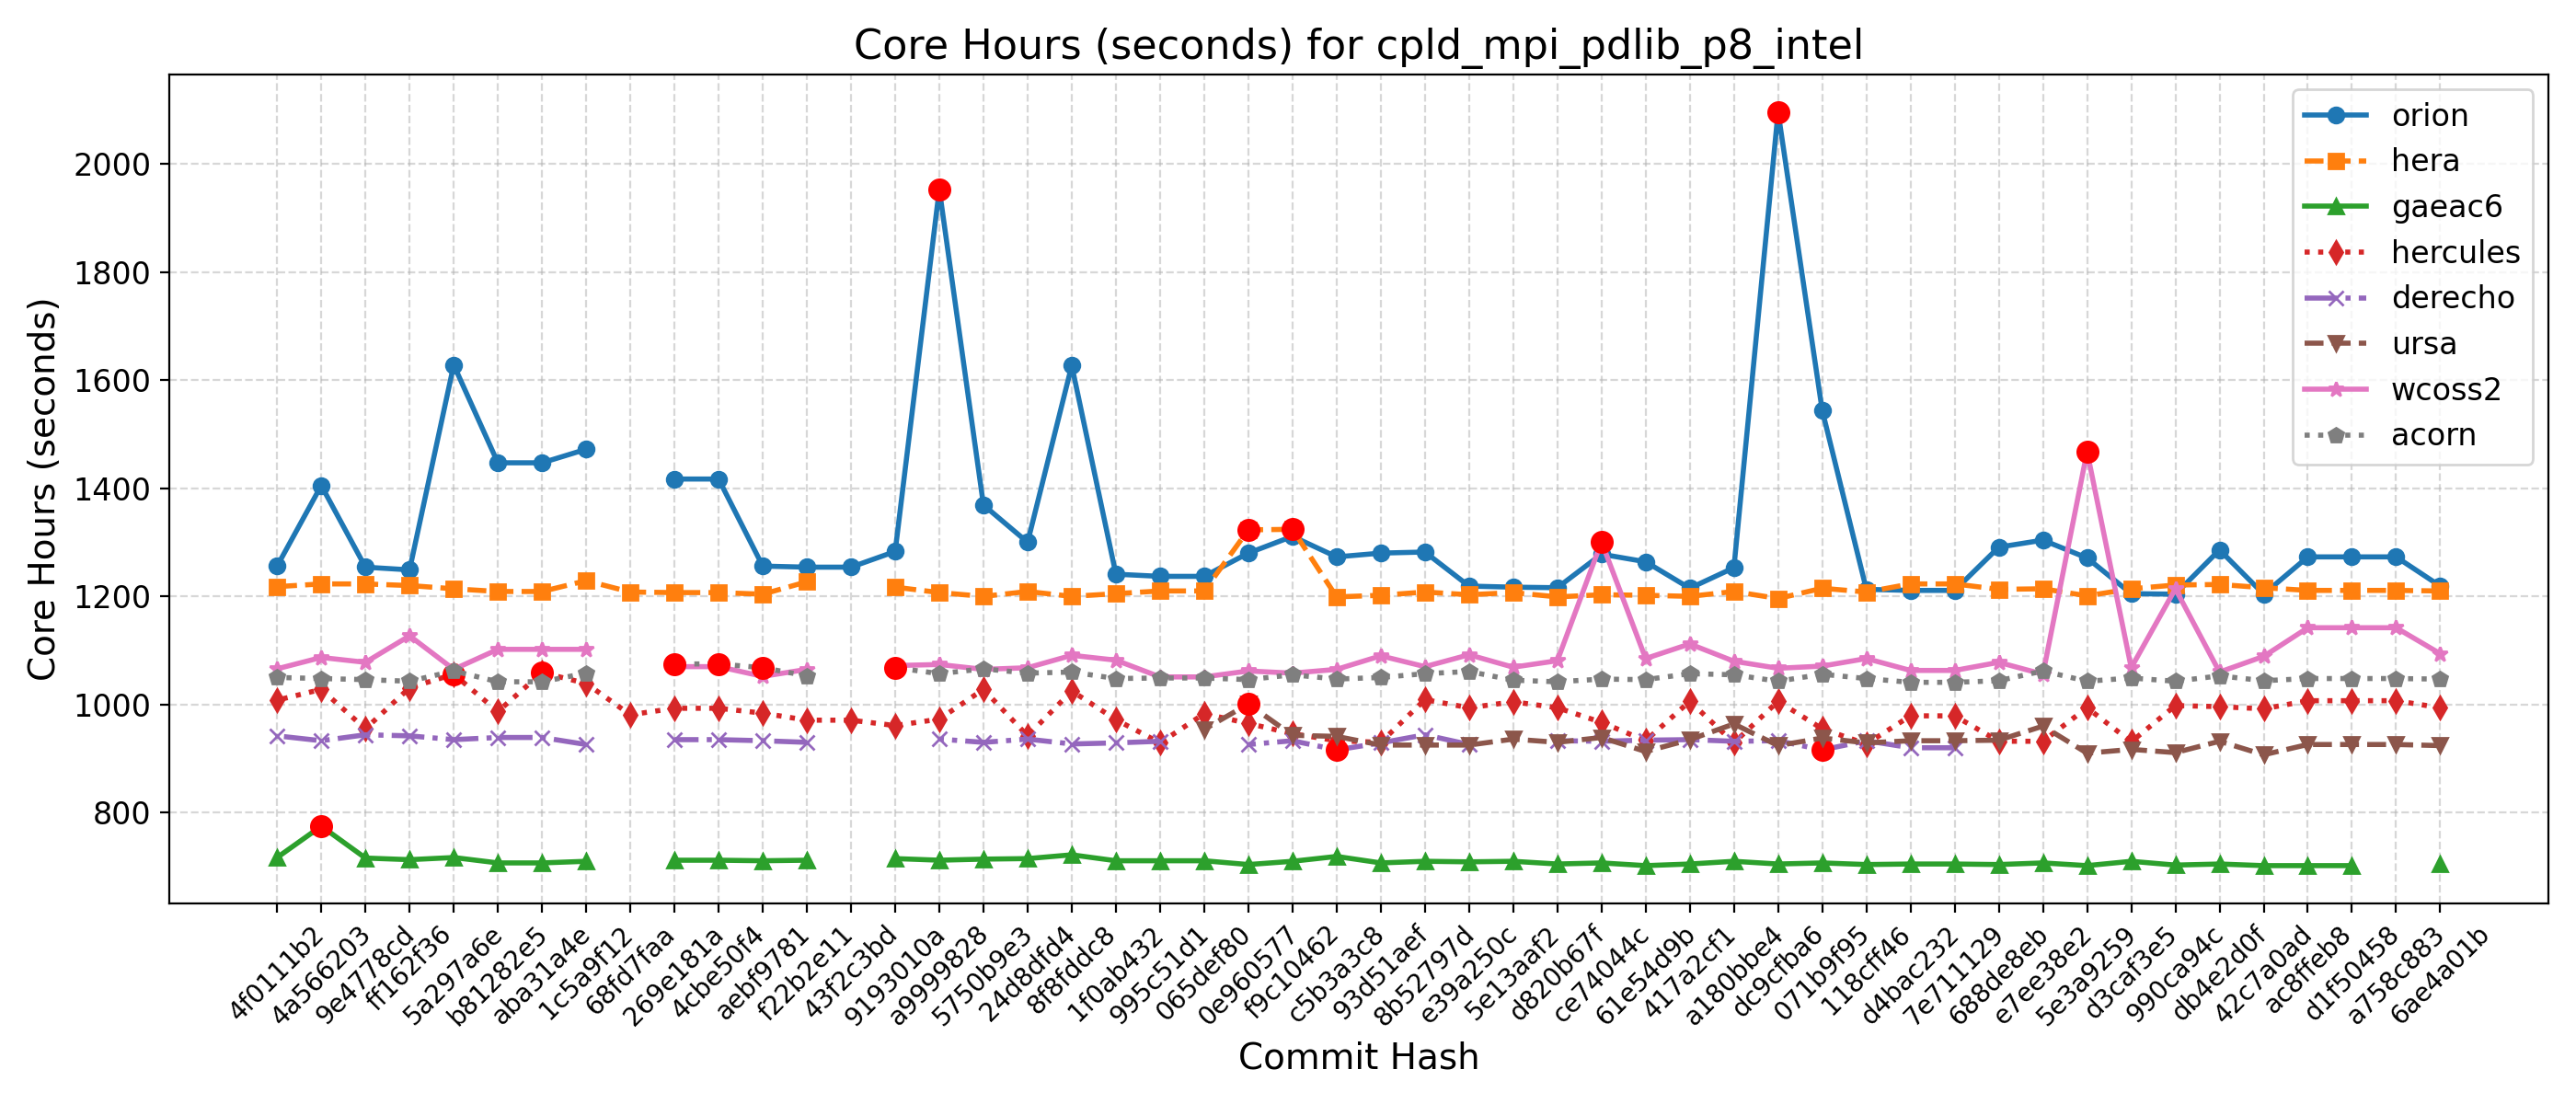 Core Hours (seconds) for cpld_mpi_pdlib_p8_intel
Core Hours (seconds)
2000
1800
1600
1400
1200
1000
800
orion
hera
gaeac6
hercules
derecho
ursa
wcoss2
acorn
4f0111b2
4a566203
9e4778cd
ff162f36
5a297a6e
b81282e5
aba31a4e
1c5a9f12
68fd7faa
269e181a
4cbe50f4
aebf9781
f22b2e11
43f2c3bd
9193010a
a9999828
5750b9e3
24d8dfd4
8f8fddc8
1f0ab432
995c51d1
065def80
0e960577
f9c10462
c5b3a3c8
93d51aef
8b52797d
e39a250c
5e13aaf2
d820b67f
ce74044c
61e54d9b
417a2cf1
a180bbe4
dc9cfba6
071b9f95
118cff46
d4bac232
7e711129
688de8eb
e7ee38e2
5e3a9259
d3caf3e5
990ca94c
db4e2d0f
42c7a0ad
ac8ffeb8
d1f50458
a758c883
6ae4a01b
Commit Hash